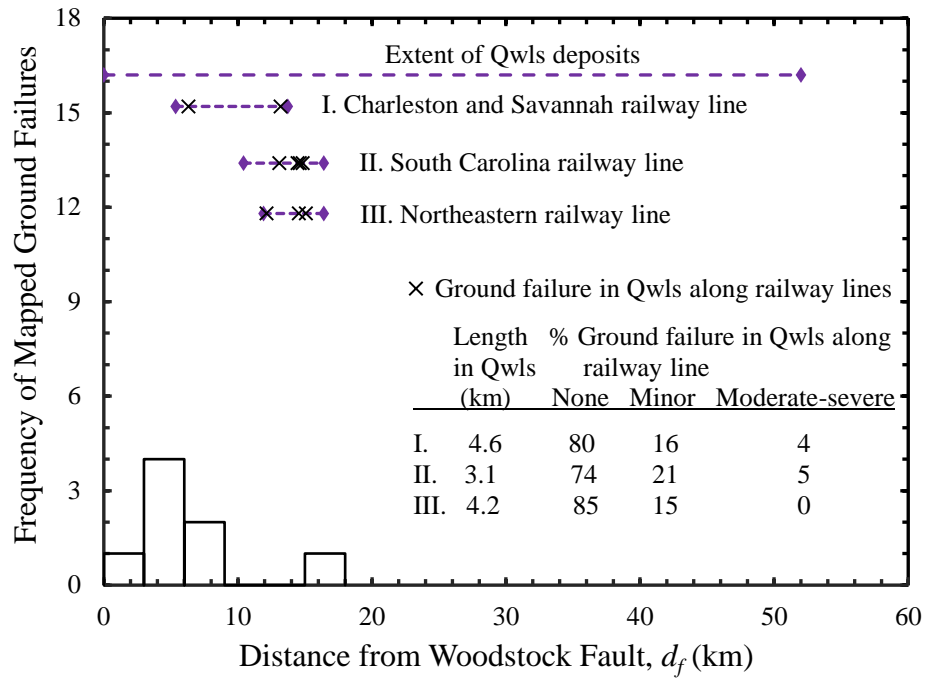 Frequency of Mapped Ground Failures
18
15
12
9
6
3
0
Extent of Qwls deposits
I. Charleston and Savannah railway line
II. South Carolina railway line
III. Northeastern railway line
× Ground failure in Qwls along railway lines
Length % Ground failure in Qwls along
in Qwls railway line
(km) None Minor Moderate-severe
I. 4.6 80 16 4
II. 3.1 74 21 5
III. 4.2 85 15 0
0 10 20 30 40 50 60
Distance from Woodstock Fault, d_f (km)